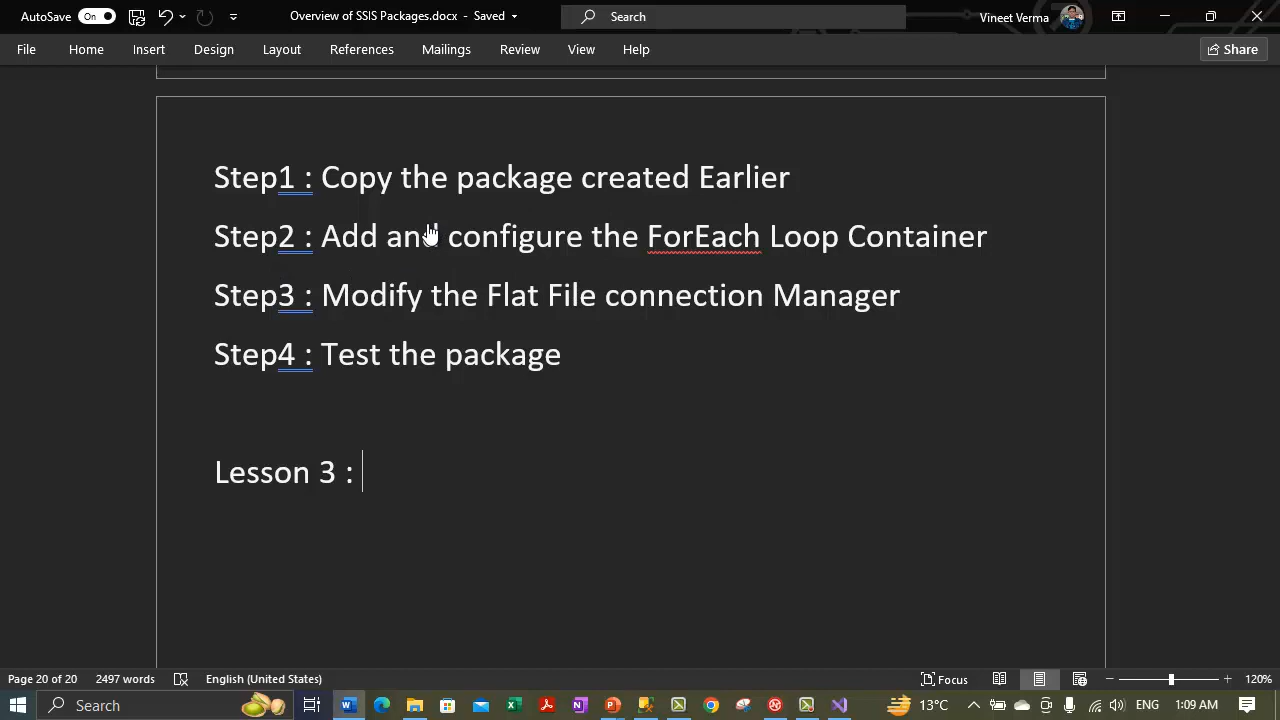 AutoSave On Overview of SSIS Packages.docx - Saved Search Vineet Verma
File Home Insert Design Layout References Mailings Review View Help Share
Step1 : Copy the package created Earlier
Step2 : Add and configure the ForEach Loop Container
Step3 : Modify the Flat File connection Manager
Step4 : Test the package
Lesson 3 :
Page 20 of 20 2497 words English (United States) Focus 120%
Search 13°C ENG 1:09 AM